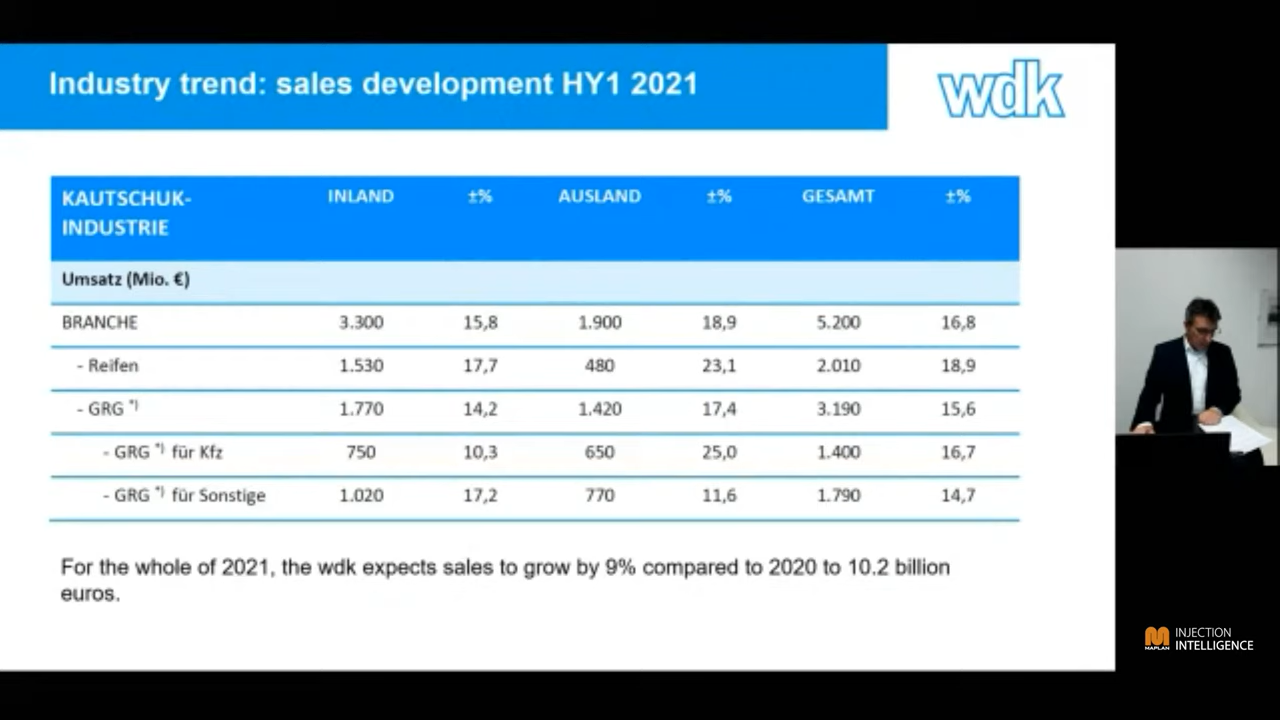 Industry trend: sales development HY1 2021
wdk
KAUTSCHUK-
INDUSTRIE
INLAND ±% AUSLAND ±% GESAMT ±%
Umsatz (Mio. €)
BRANCHE 3.300 15,8 1.900 18,9 5.200 16,8
- Reifen 1.530 17,7 480 23,1 2.010 18,9
- GRG *) 1.770 14,2 1.420 17,4 3.190 15,6
- GRG *) für Kfz 750 10,3 650 25,0 1.400 16,7
- GRG *) für Sonstige 1.020 17,2 770 11,6 1.790 14,7
For the whole of 2021, the wdk expects sales to grow by 9% compared to 2020 to 10.2 billion
euros.
MAPLAN
INJECTION
INTELLIGENCE